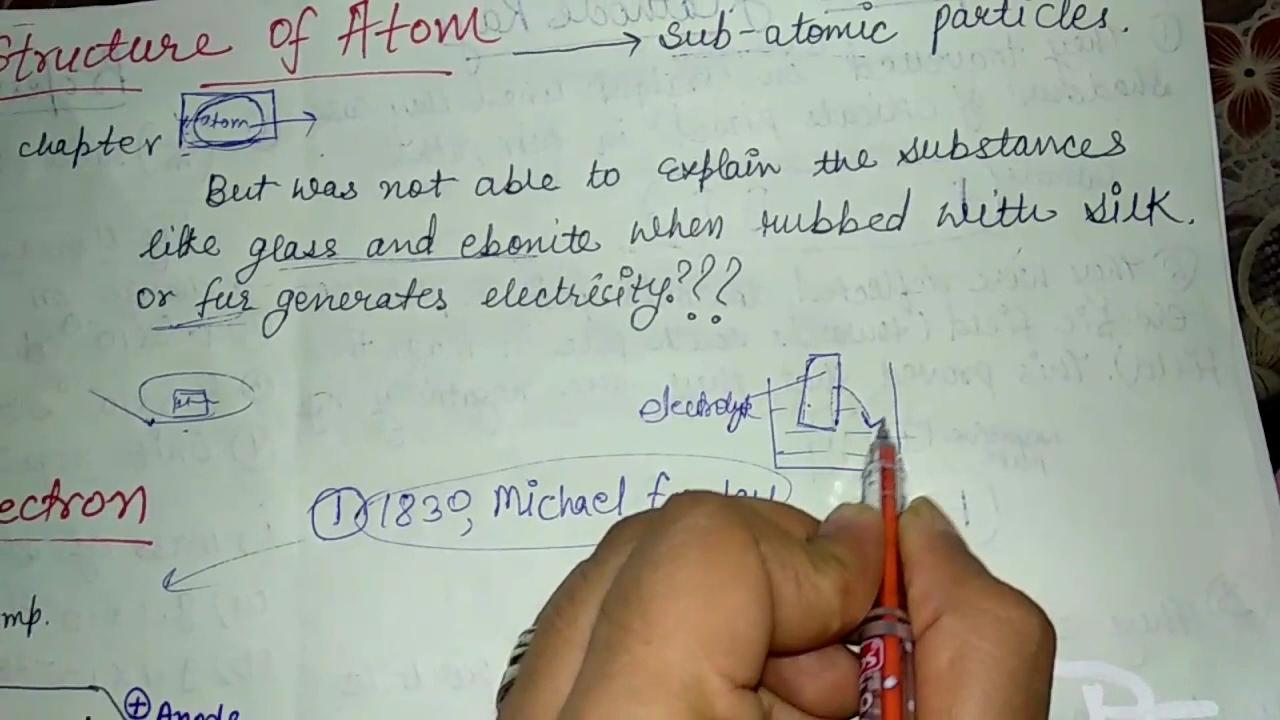 Structure of Atom → Sub-atomic particles.
chapter atom
But was not able to explain the substances
like glass and ebonite when rubbed with silk.
or fur generates electricity???
electrolyte
ectron
① 1830, Michael
mp.
⊕ Anode